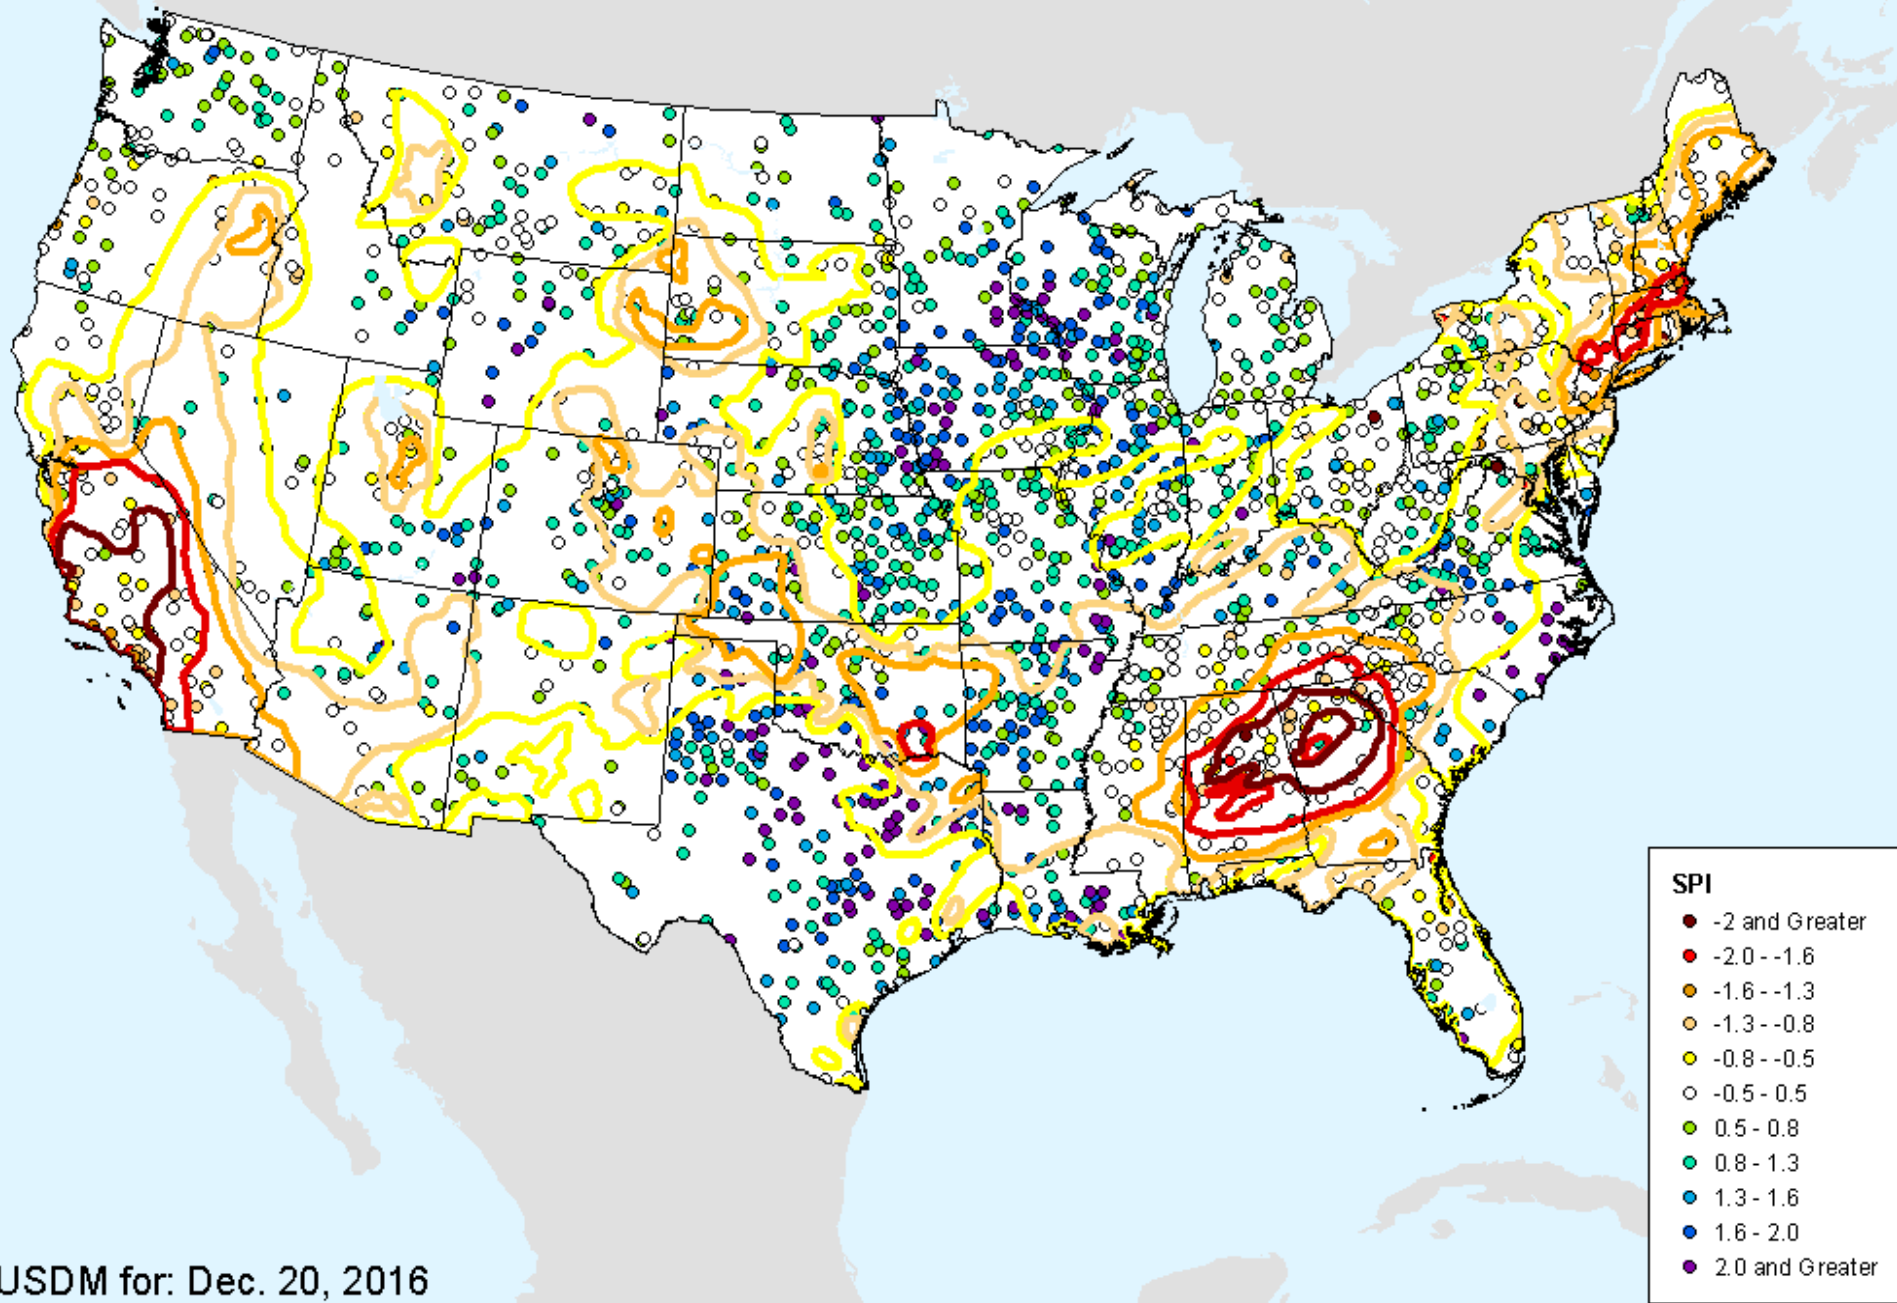 SPI
-2 and Greater
-2.0 - -1.6
-1.6 - -1.3
-1.3 - -0.8
-0.8 - -0.5
-0.5 - 0.5
0.5 - 0.8
0.8 - 1.3
1.3 - 1.6
1.6 - 2.0
2.0 and Greater
USDM for: Dec. 20, 2016